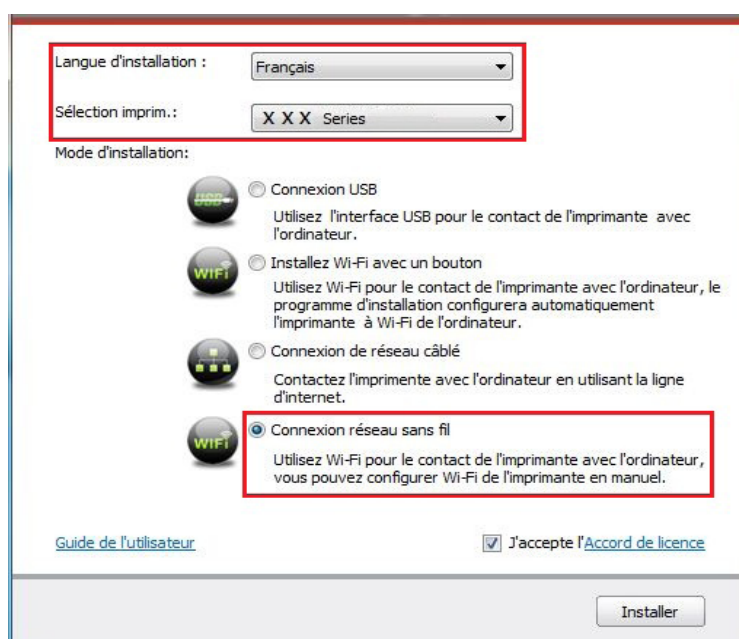 Langue d'installation :
Français
Sélection imprim.:
X X X Series
Mode d'installation:
USB
Connexion USB
Utilisez l'interface USB pour le contact de l'imprimante avec
l'ordinateur.
WiFi
Installez Wi-Fi avec un bouton
Utilisez Wi-Fi pour le contact de l'imprimante avec l'ordinateur, le
programme d'installation configurera automatiquement
l'imprimante à Wi-Fi de l'ordinateur.
Connexion de réseau câblé
Contactez l'imprimente avec l'ordinateur en utilisant la ligne
d'internet.
WiFi
Connexion réseau sans fil
Utilisez Wi-Fi pour le contact de l'imprimante avec l'ordinateur,
vous pouvez configurer Wi-Fi de l'imprimante en manuel.
Guide de l'utilisateur
J'accepte l'Accord de licence
Installer